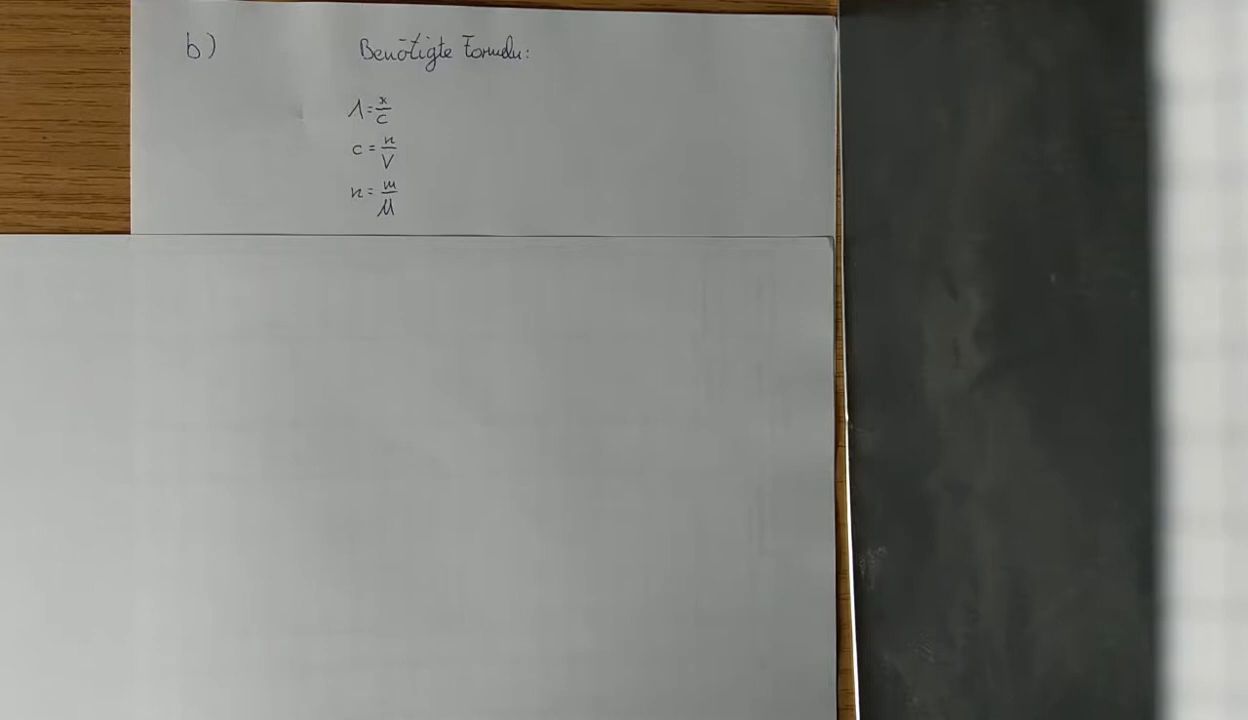 b)
Benötigte Formeln:
Λ = x/c
c = n/V
n = m/M